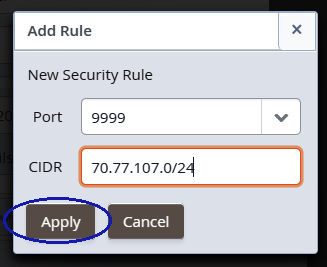 Add Rule
×
New Security Rule
Port 9999
CIDR 70.77.107.0/24
Apply Cancel